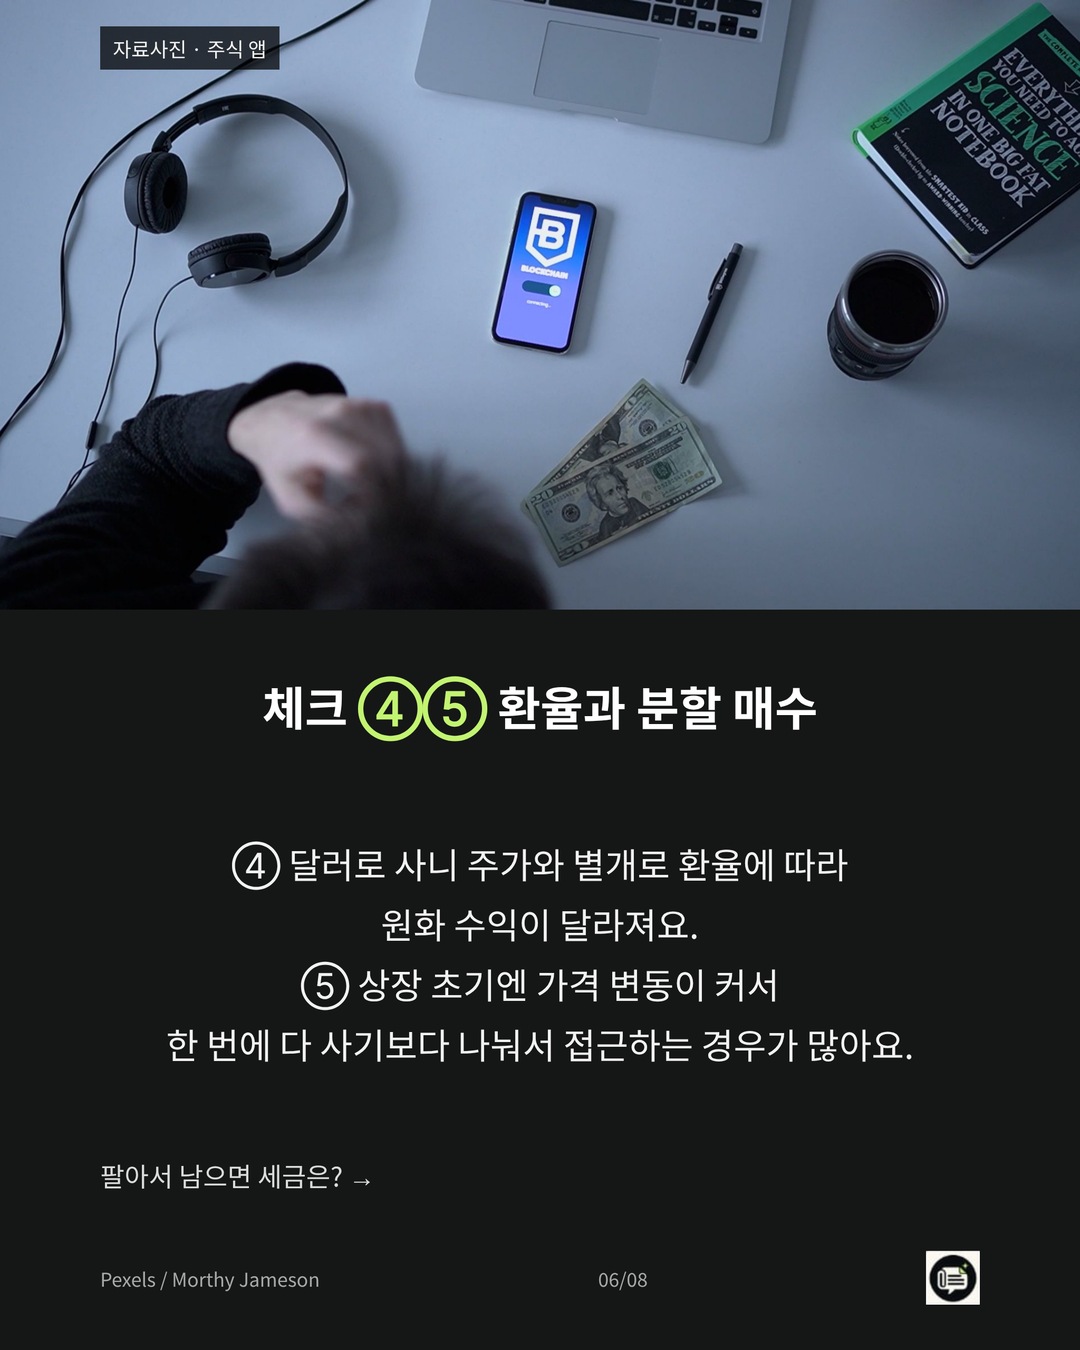 자료사진 · 주식 앱
THE COMPLETE
EVERYTHING
YOU NEED TO
SCIENCE
IN ONE BIG FAT
NOTEBOOK
B
BLOCKCHAIN
connecting...
20
20
체크 ④⑤ 환율과 분할 매수
④ 달러로 사니 주가와 별개로 환율에 따라
원화 수익이 달라져요.
⑤ 상장 초기엔 가격 변동이 커서
한 번에 다 사기보다 나눠서 접근하는 경우가 많아요.
팔아서 남으면 세금은? →
Pexels / Morthy Jameson
06/08